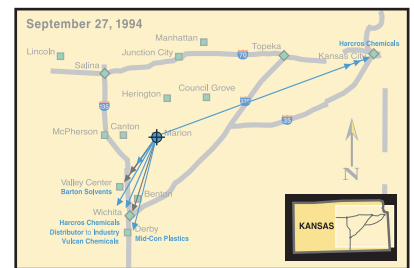 September 27, 1994
Manhattan
Lincoln
Junction City
70
Topeka
Harcros Chemicals
Kansas City
Salina
Herington
Council Grove
135
335
35
McPherson
Canton
Marion
N
Valley Center
Barton Solvents
Benton
Wichita
Harcros Chemicals
Derby
Distributor to Industry
Mid-Con Plastics
Vulcan Chemicals
KANSAS